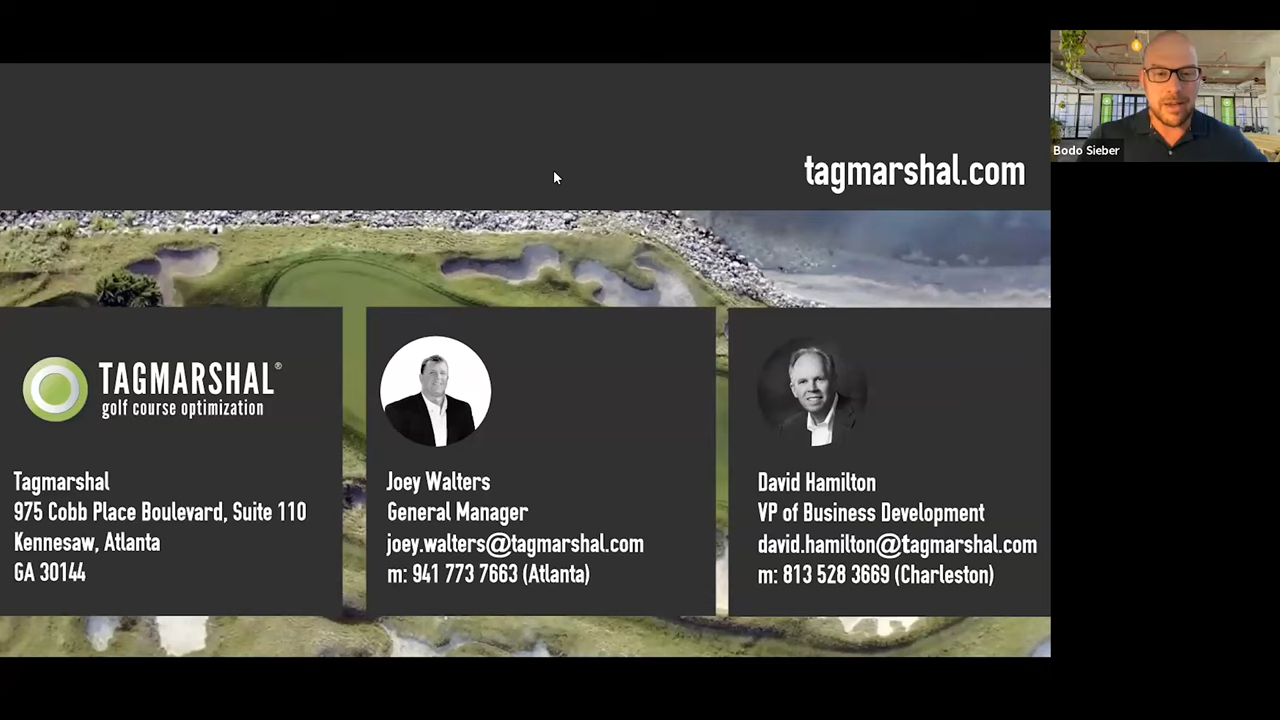 tagmarshal.com
Bodo Sieber
TAGMARSHAL®
golf course optimization
Tagmarshal
975 Cobb Place Boulevard, Suite 110
Kennesaw, Atlanta
GA 30144
Joey Walters
General Manager
joey.walters@tagmarshal.com
m: 941 773 7663 (Atlanta)
David Hamilton
VP of Business Development
david.hamilton@tagmarshal.com
m: 813 528 3669 (Charleston)